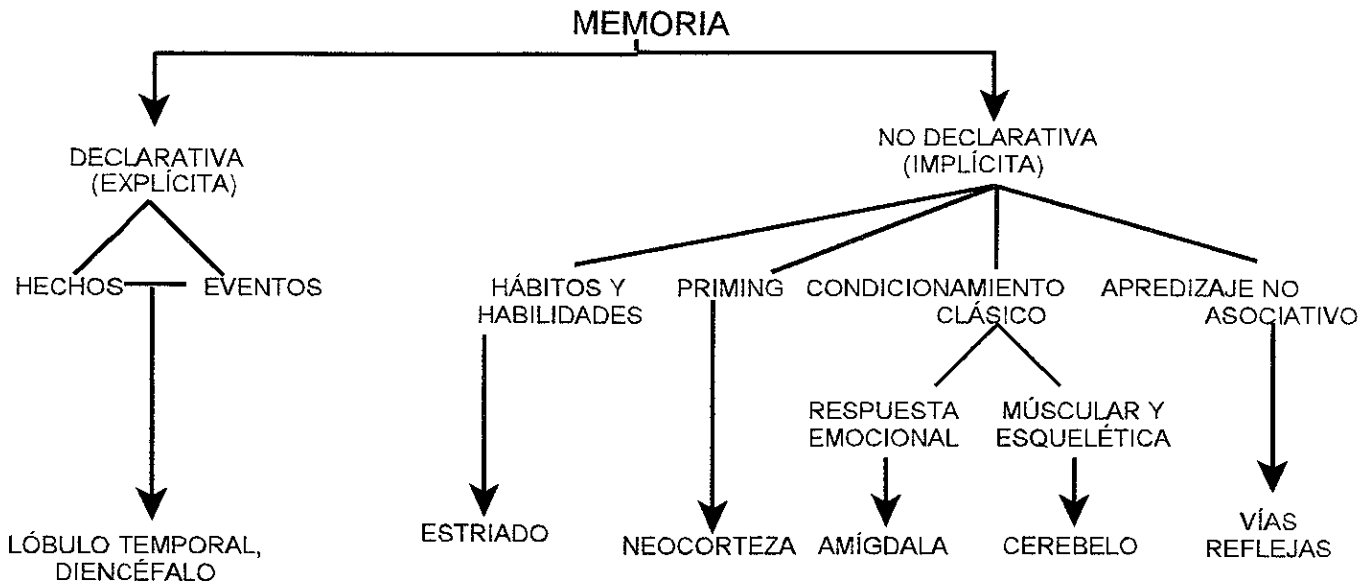 MEMORIA
DECLARATIVA
(EXPLÍCITA)
NO DECLARATIVA
(IMPLÍCITA)
HECHOS
EVENTOS
HÁBITOS Y
HABILIDADES
PRIMING
CONDICIONAMIENTO
CLÁSICO
APREDIZAJE NO
ASOCIATIVO
RESPUESTA
EMOCIONAL
MÚSCULAR Y
ESQUELÉTICA
LÓBULO TEMPORAL,
DIENCÉFALO
ESTRIADO
NEOCORTEZA
AMÍGDALA
CEREBELO
VÍAS
REFLEJAS